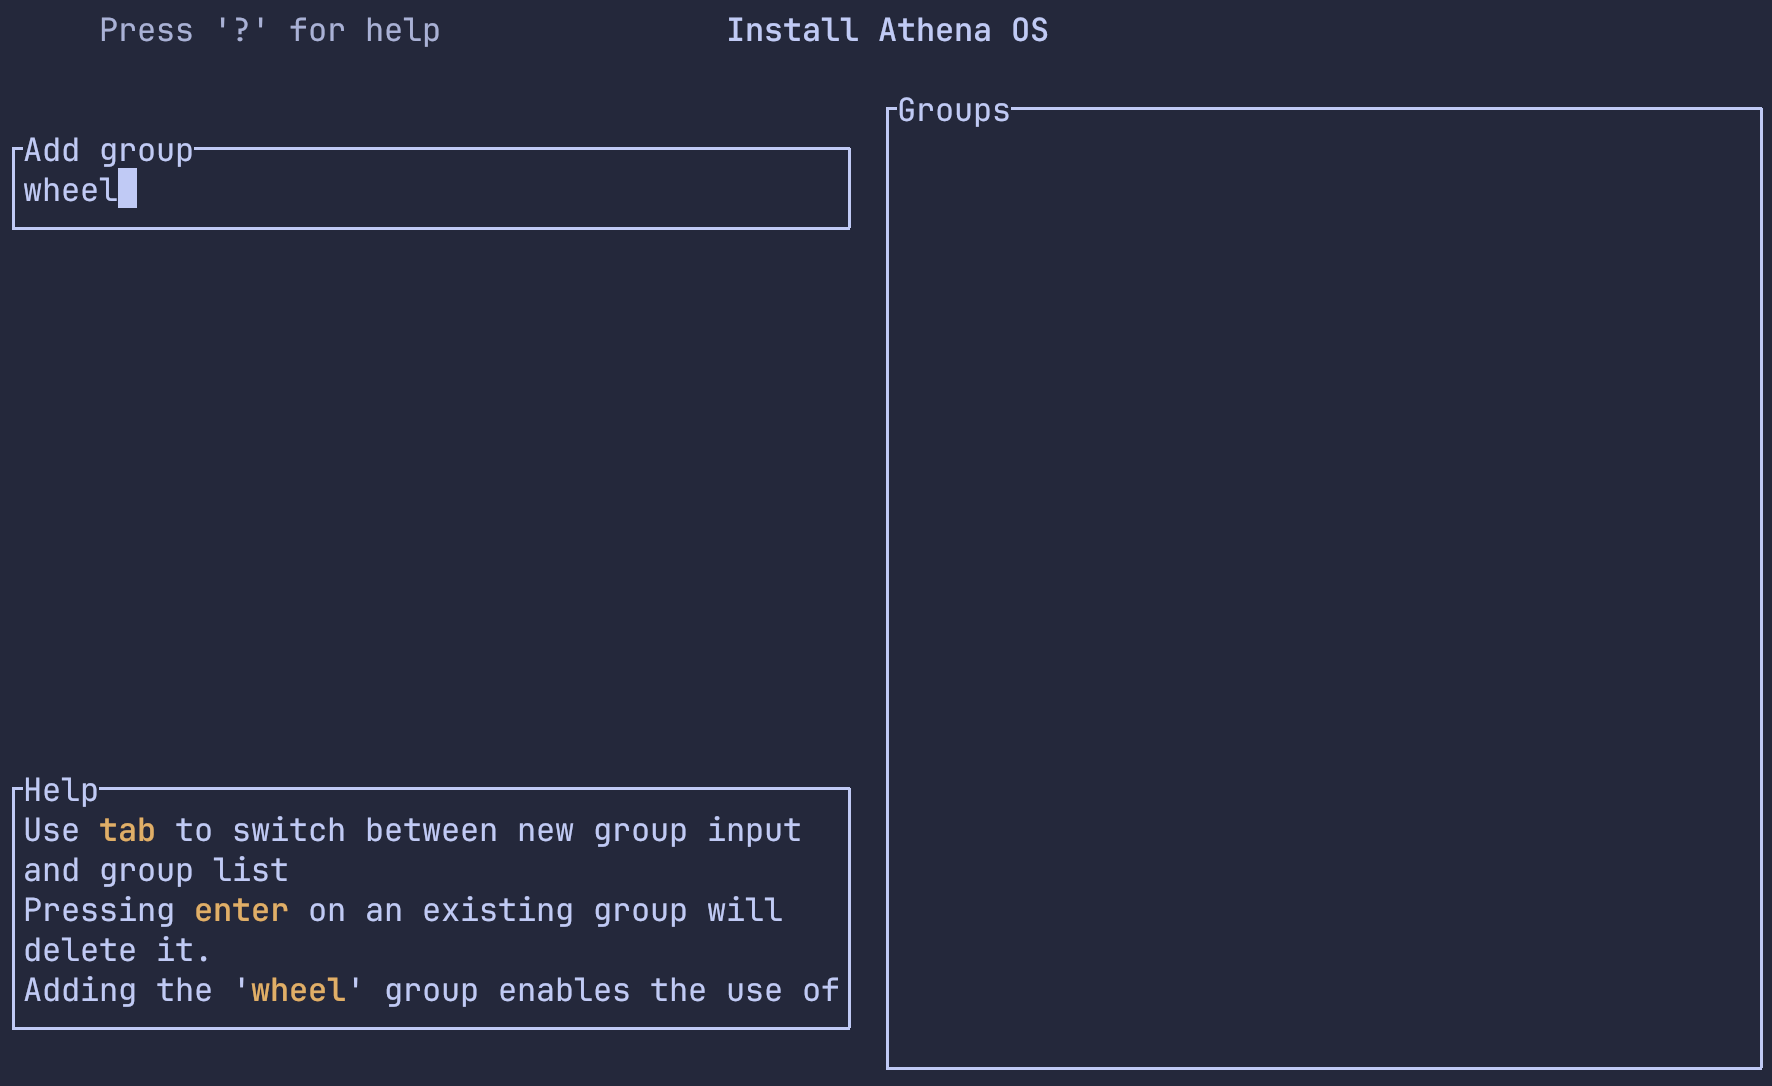 Press '?' for help
Install Athena OS
Add group
wheel
Groups
Help
Use tab to switch between new group input
and group list
Pressing enter on an existing group will
delete it.
Adding the 'wheel' group enables the use of